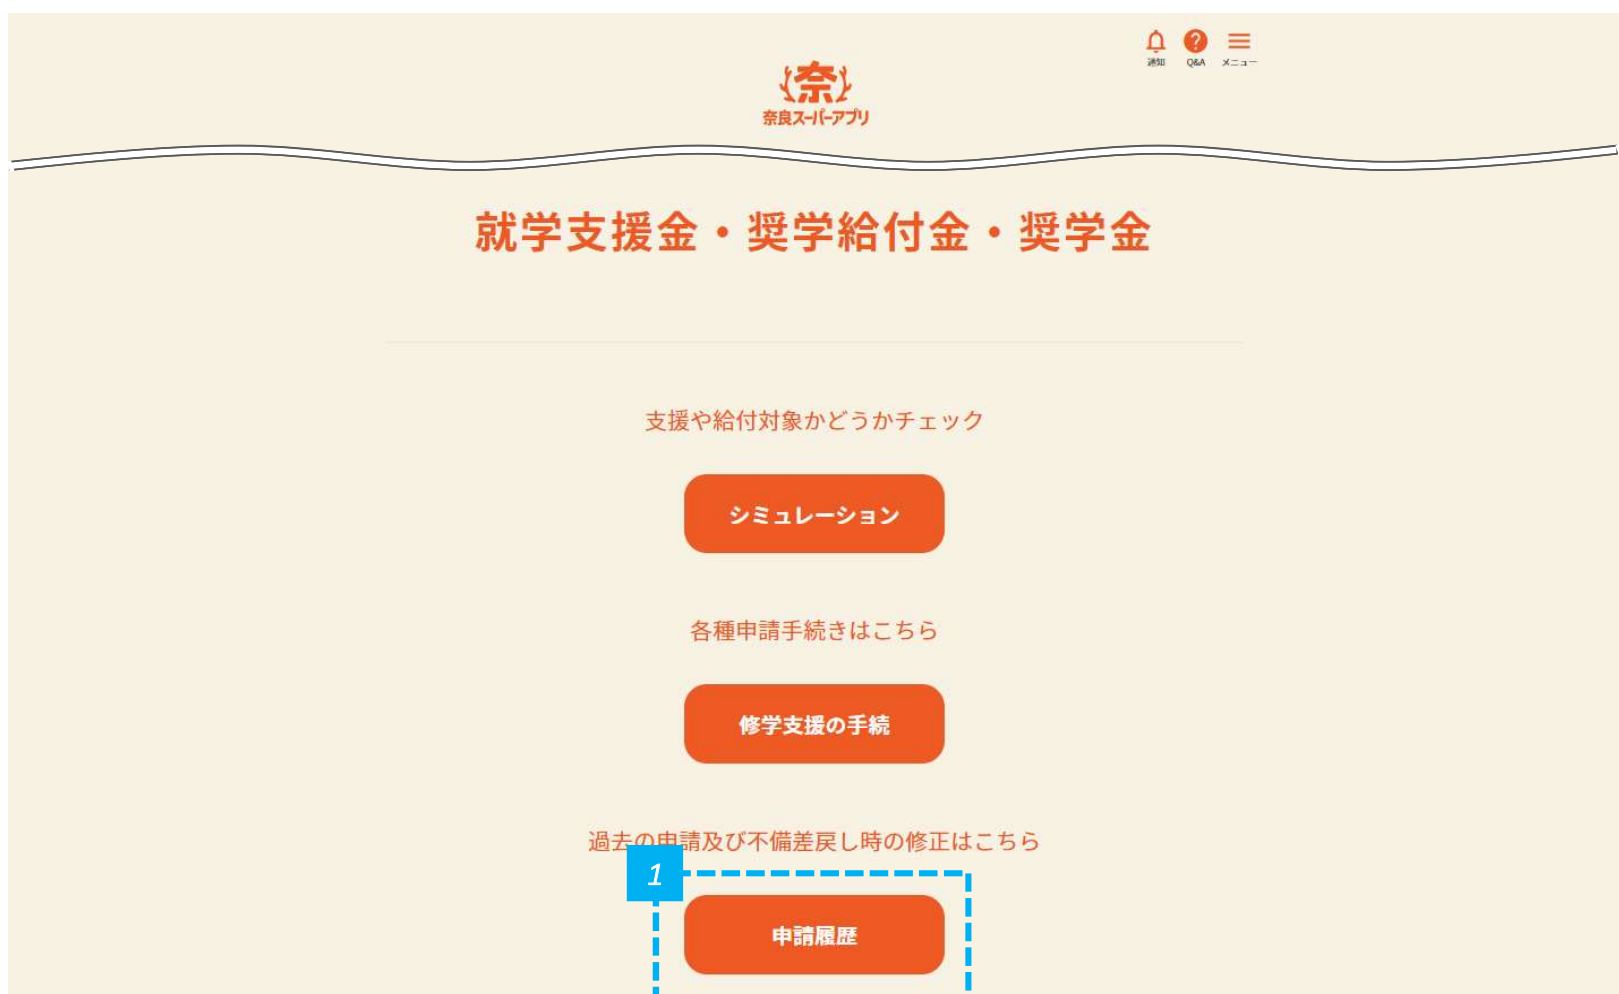 通知 Q&A メニュー
奈
奈良スーパーアプリ
就学支援金・奨学給付金・奨学金
支援や給付対象かどうかチェック
シミュレーション
各種申請手続きはこちら
修学支援の手続
過去の申請及び不備差戻し時の修正はこちら
1
申請履歴